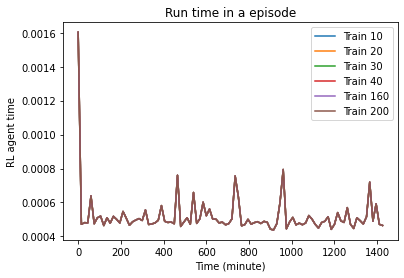 Run time in a episode
Train 10
Train 20
Train 30
Train 40
Train 160
Train 200
0.0016
0.0014
0.0012
0.0010
0.0008
0.0006
0.0004
RL agent time
0 200 400 600 800 1000 1200 1400
Time (minute)